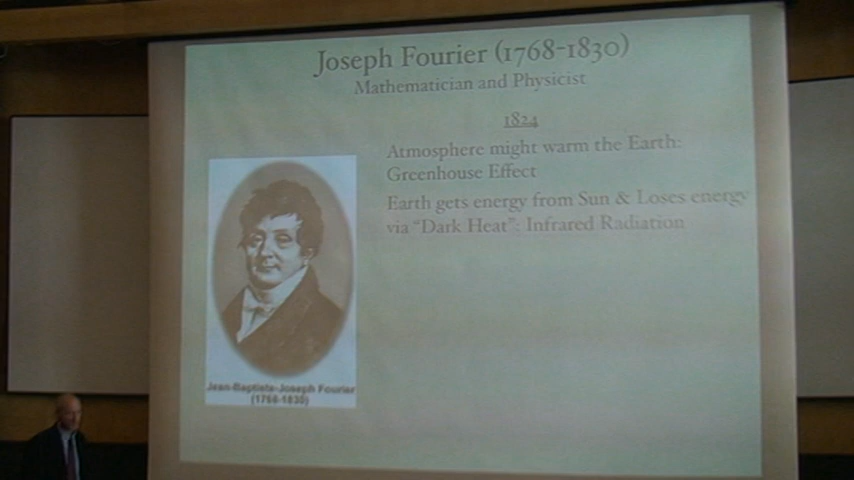 Joseph Fourier (1768-1830)
Mathematician and Physicist
1824
Atmosphere might warm the Earth:
Greenhouse Effect
Earth gets energy from Sun & Loses energy
via "Dark Heat": Infrared Radiation
Jean-Baptiste-Joseph Fourier
(1768-1830)